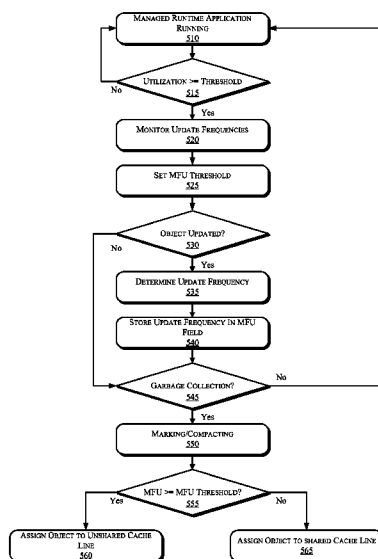 MANAGED RUNTIME APPLICATION
RUNNING
510
No
UTILIZATION >= THRESHOLD
515
Yes
MONITOR UPDATE FREQUENCIES
520
SET MFU THRESHOLD
525
No
OBJECT UPDATED?
530
Yes
DETERMINE UPDATE FREQUENCY
535
STORE UPDATE FREQUENCY IN MFU
FIELD
540
GARBAGE COLLECTION?
545
No
Yes
MARKING/COMPACTING
550
Yes
MFU >= MFU THRESHOLD?
555
No
ASSIGN OBJECT TO UNSHARED CACHE
LINE
560
ASSIGN OBJECT TO SHARED CACHE LINE
565